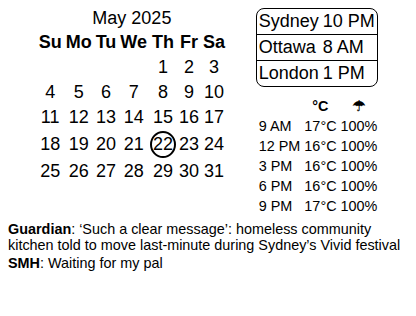 May 2025
Su Mo Tu We Th Fr Sa
1 2 3
4 5 6 7 8 9 10
11 12 13 14 15 16 17
18 19 20 21 22 23 24
25 26 27 28 29 30 31
Sydney 10 PM
Ottawa 8 AM
London 1 PM
°C ☂
9 AM 17°C 100%
12 PM 16°C 100%
3 PM 16°C 100%
6 PM 16°C 100%
9 PM 17°C 100%
Guardian: ‘Such a clear message’: homeless community
kitchen told to move last-minute during Sydney’s Vivid festival
SMH: Waiting for my pal